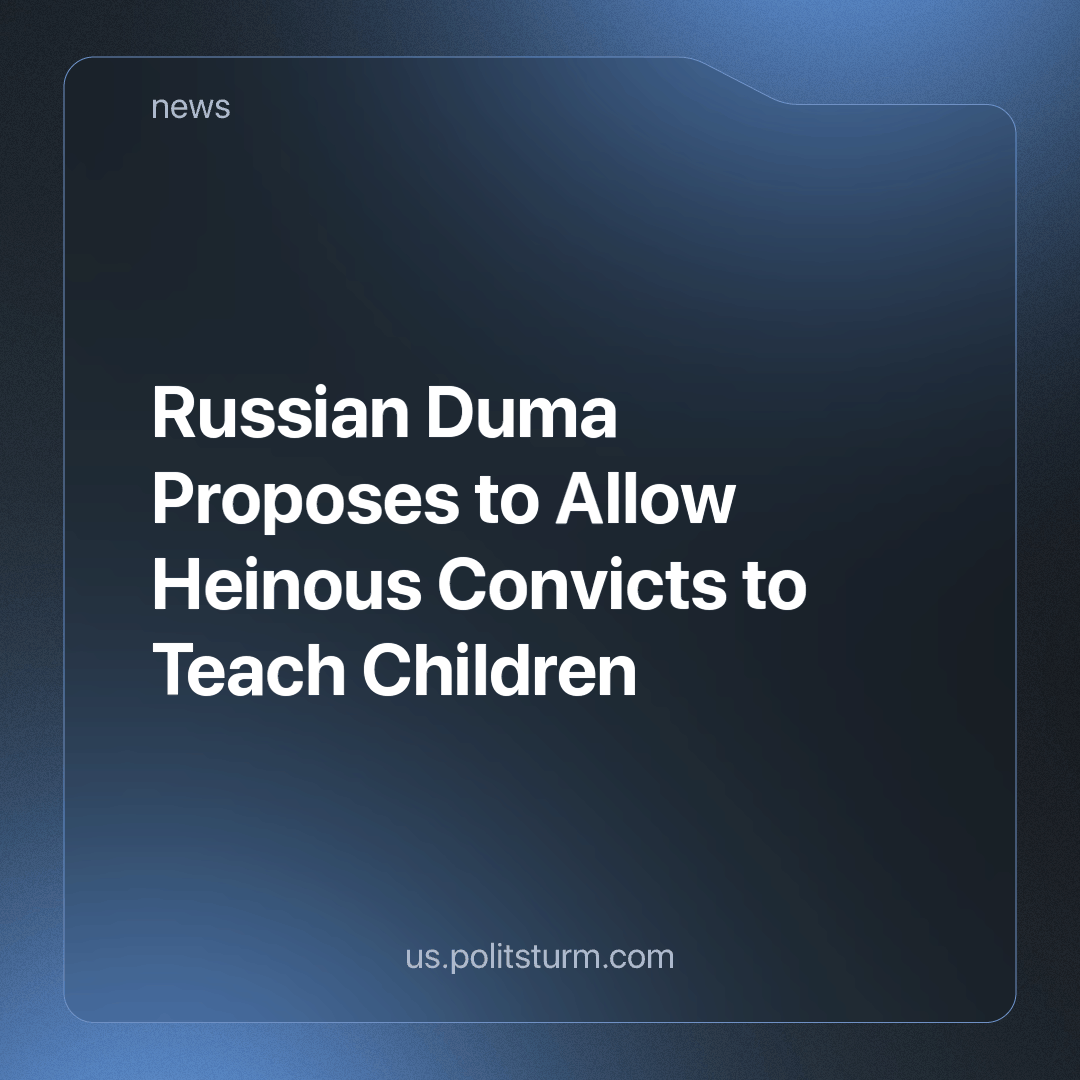 news
Russian Duma
Proposes to Allow
Heinous Convicts to
Teach Children
us.politsturm.com